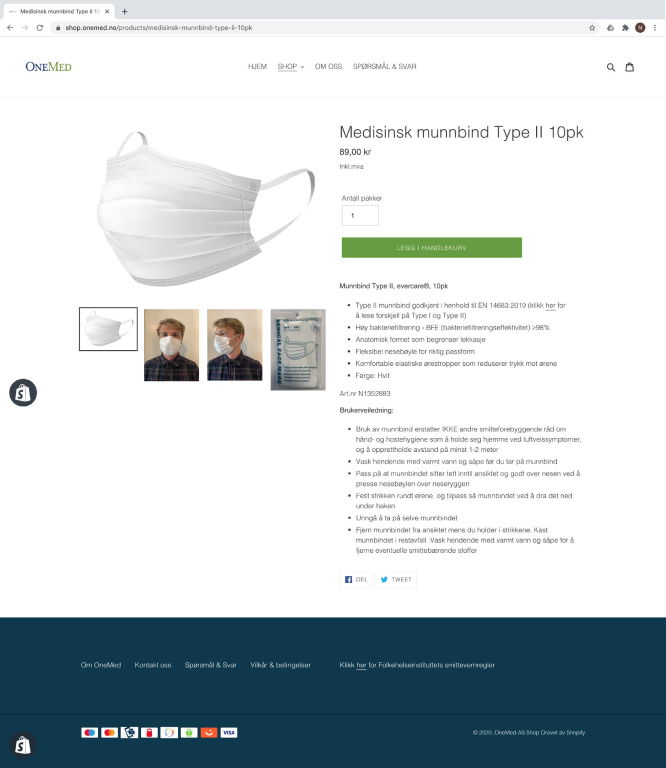 Medisinsk munnbind Type II 10
shop.onemed.no/products/medisinsk-munnbind-type-ii-10pk
N
ONEMED
HJEM SHOP OM OSS SPØRSMÅL & SVAR
Medisinsk munnbind Type II 10pk
89,00 kr
Inkl.mva
Antall pakker
1
LEGG I HANDLEKURV
Munnbind Type II, evercare®, 10pk
Type II munnbind godkjent i henhold til EN 14683:2019 (klikk her for
å lese forskjell på Type I og Type II)
Høy bakteriefiltrering - BFE (bakteriefiltreringseffektivitet) ≥98%
Anatomisk formet som begrenser lekkasje
Fleksibel nesebøyle for riktig passform
Komfortable elastiske ørestropper som reduserer trykk mot ørene
Farge: Hvit
Art.nr N1352883
Brukerveiledning:
Bruk av munnbind erstatter IKKE andre smitteforebyggende råd om
hånd- og hostehygiene som å holde seg hjemme ved luftveissymptomer,
og å opprettholde avstand på minst 1-2 meter
Vask hendende med varmt vann og såpe før du tar på munnbind
Pass på at munnbindet sitter tett inntil ansiktet og godt over nesen ved å
presse nesebøylen over neseryggen
Fest strikken rundt ørene, og tilpass så munnbindet ved å dra det ned
under haken
Unngå å ta på selve munnbindet
Fjern munnbindet fra ansiktet mens du holder i strikkene. Kast
munnbindet i restavfall .Vask hendende med varmt vann og såpe for å
fjerne eventuelle smittebærende stoffer
DEL TWEET
Om OneMed Kontakt oss Spørsmål & Svar Vilkår & betingelser
Klikk her for Folkehelseinstituttets smittevernregler
VISA
© 2020, OneMed AS Shop Drevet av Shopify
MEDICAL FACE MASK